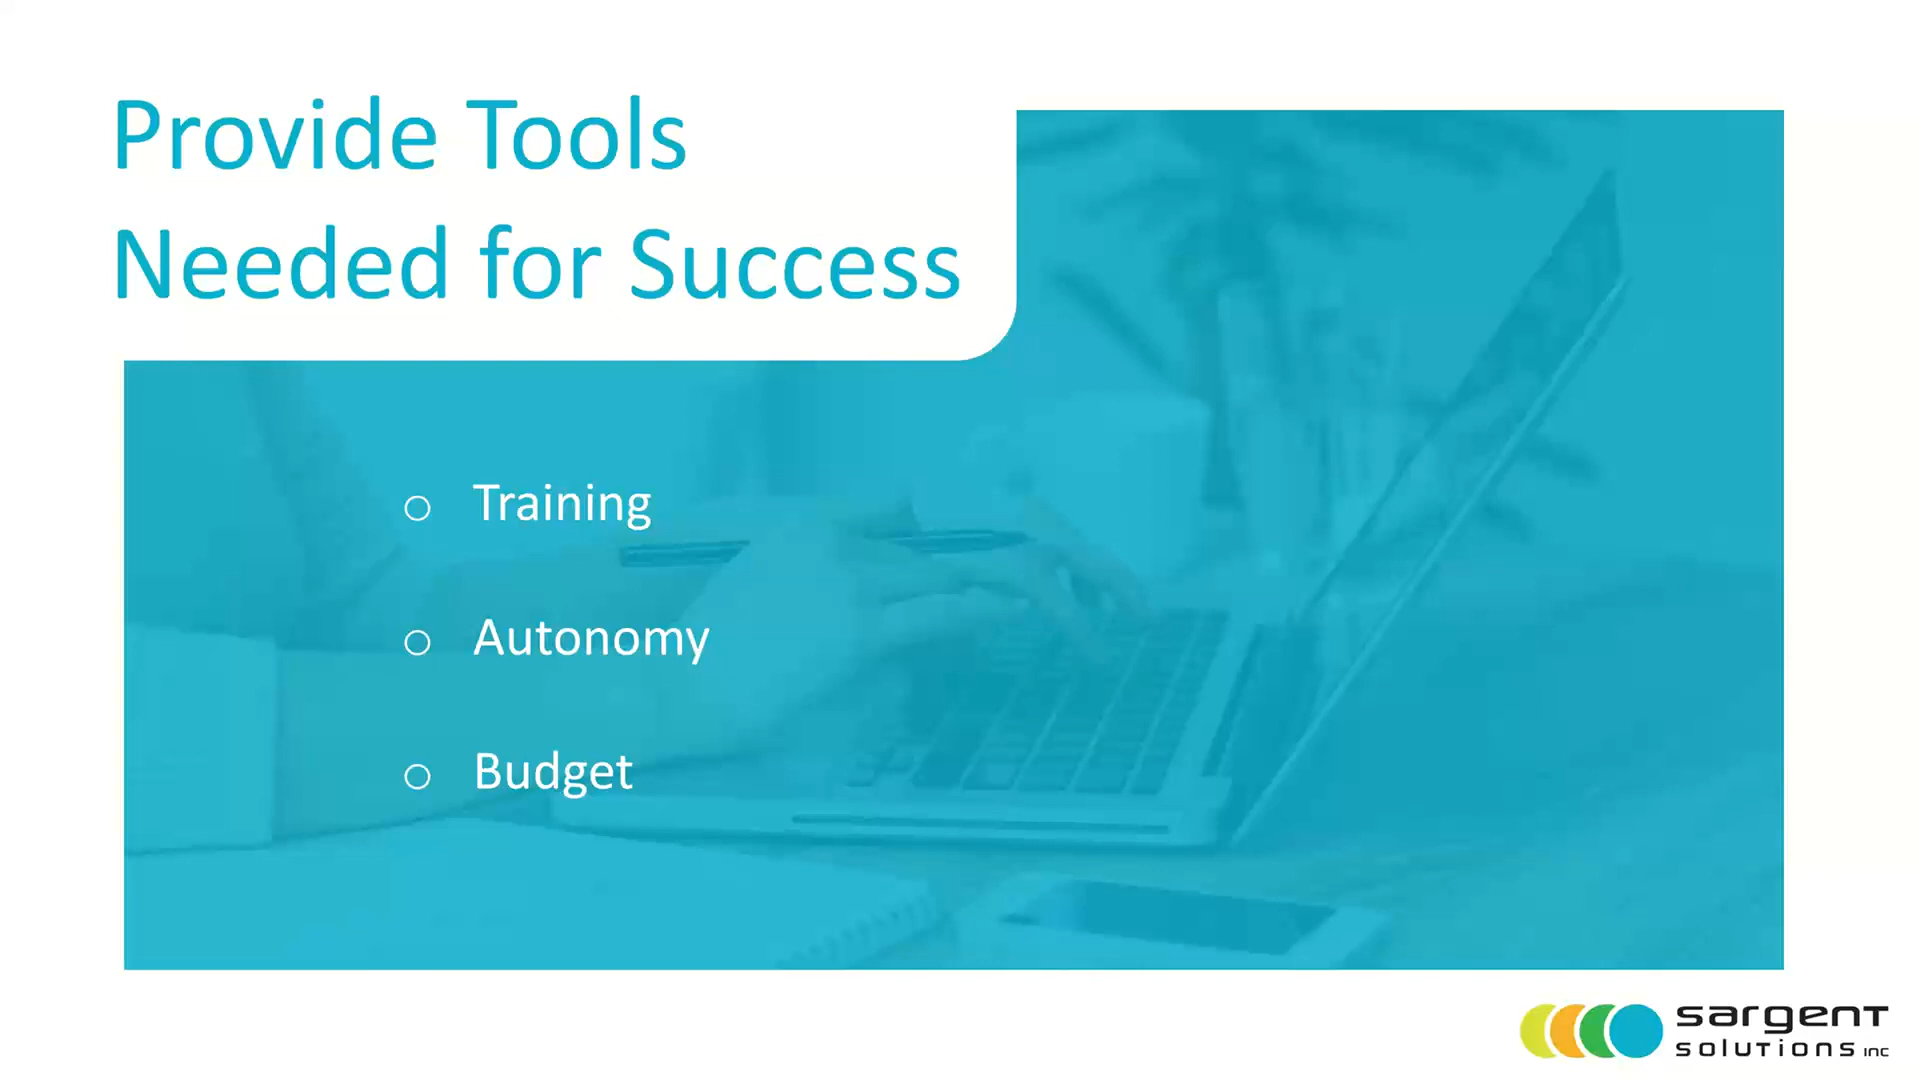 Provide Tools
Needed for Success
Training
Autonomy
Budget
sargent
solutions inc